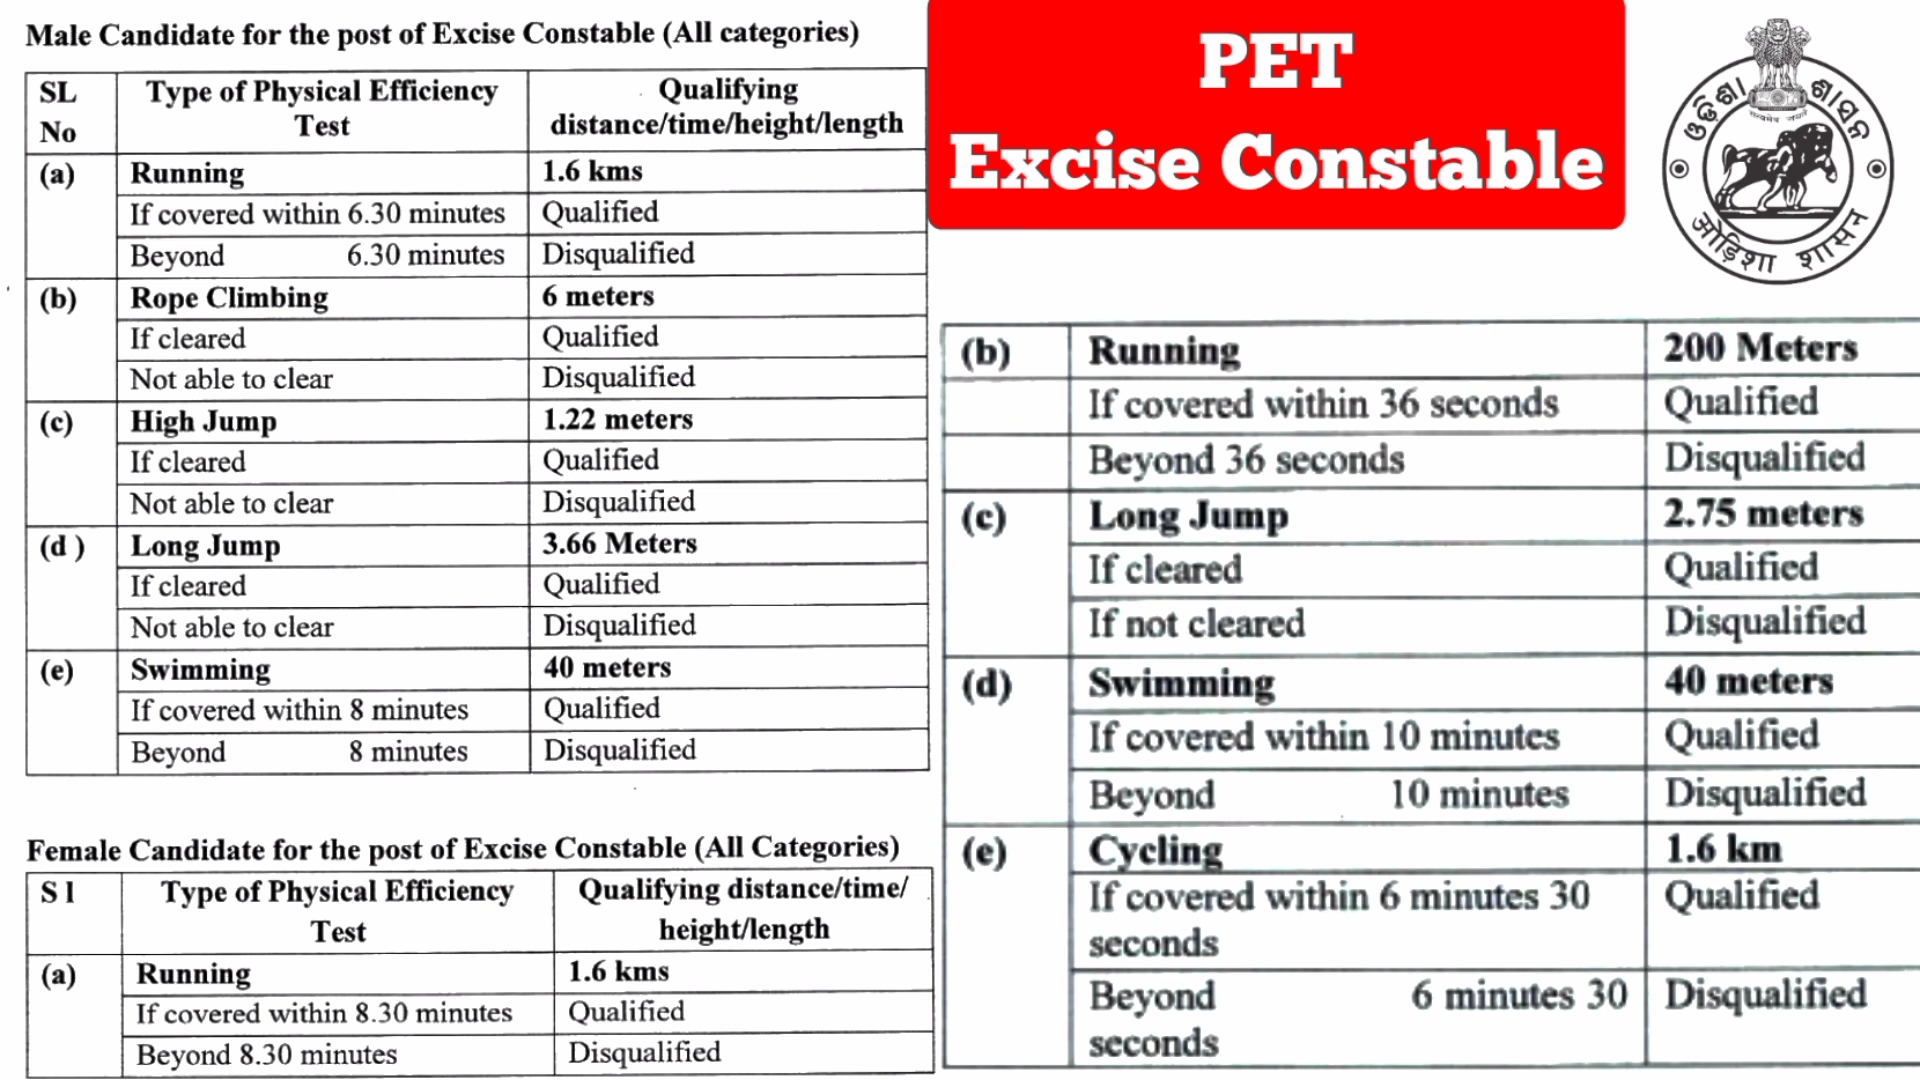 Male Candidate for the post of Excise Constable (All categories)
SL No Type of Physical Efficiency Test Qualifying distance/time/height/length
(a) Running 1.6 kms
If covered within 6.30 minutes Qualified
Beyond 6.30 minutes Disqualified
(b) Rope Climbing 6 meters
If cleared Qualified
Not able to clear Disqualified
(c) High Jump 1.22 meters
If cleared Qualified
Not able to clear Disqualified
(d ) Long Jump 3.66 Meters
If cleared Qualified
Not able to clear Disqualified
(e) Swimming 40 meters
If covered within 8 minutes Qualified
Beyond 8 minutes Disqualified
Female Candidate for the post of Excise Constable (All Categories)
S l Type of Physical Efficiency Test Qualifying distance/time/ height/length
(a) Running 1.6 kms
If covered within 8.30 minutes Qualified
Beyond 8.30 minutes Disqualified
PET
Excise Constable
ଓଡ଼ିଶା ଶାସନ
सत्यमेव जयते
ओड़िशा शासन
(b) Running 200 Meters
If covered within 36 seconds Qualified
Beyond 36 seconds Disqualified
(c) Long Jump 2.75 meters
If cleared Qualified
If not cleared Disqualified
(d) Swimming 40 meters
If covered within 10 minutes Qualified
Beyond 10 minutes Disqualified
(e) Cycling 1.6 km
If covered within 6 minutes 30 Qualified
seconds
Beyond 6 minutes 30 Disqualified
seconds